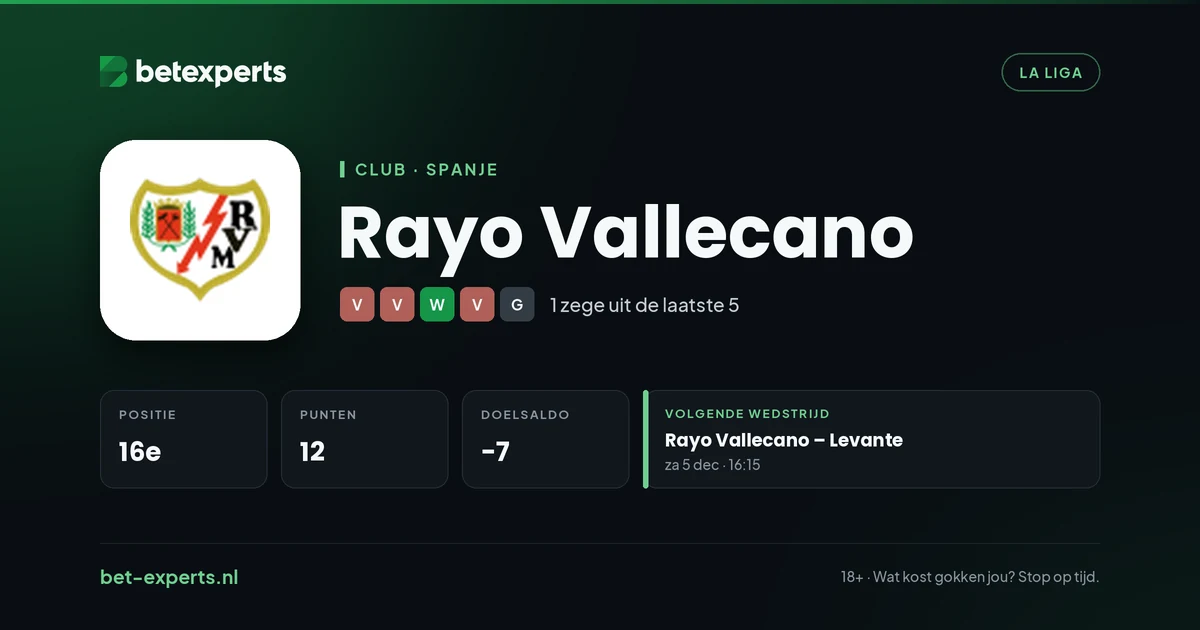 betexperts
LA LIGA
CLUB · SPANJE
Rayo Vallecano
V V W V G 1 zege uit de laatste 5
POSITIE
16e
PUNTEN
12
DOELSALDO
-7
VOLGENDE WEDSTRIJD
Rayo Vallecano – Levante
za 5 dec · 16:15
bet-experts.nl
18+ · Wat kost gokken jou? Stop op tijd.
R
V
M